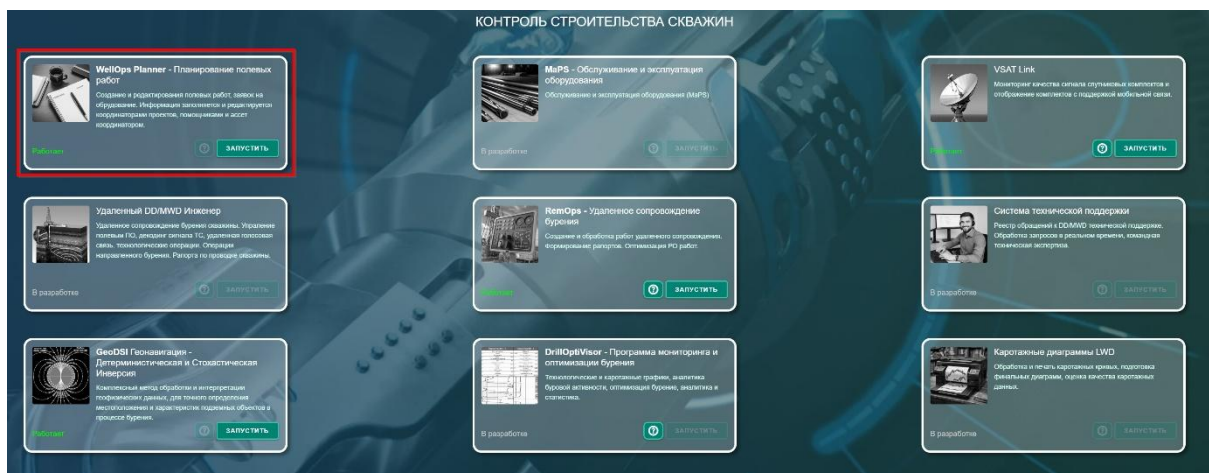 КОНТРОЛЬ СТРОИТЕЛЬСТВА СКВАЖИН
WellOps Planner - Планирование полевых
работ
Создание и редактирования полевых работ, заявок на
обрудование. Информация заполняется и редактируется
координаторами проектов, помощниками и ассет
координатором.
Работает
ЗАПУСТИТЬ
MaPS - Обслуживание и эксплуатация
оборудования
Обслуживание и эксплуатация оборудования (MaPS)
В разработке
ЗАПУСТИТЬ
VSAT Link
Мониторинг качества сигнала спутниковых комплектов и
отображение комплектов с поддержкой мобильной связи.
Работает
ЗАПУСТИТЬ
Удаленный DD/MWD Инженер
Удаленное сопровождение бурения скважины. Управление
полевым ПО, декодинг сигнала ТС, удаленная голосовая
связь, технологические операции. Операции
направленного бурения. Рапорта по проводке скважины.
В разработке
ЗАПУСТИТЬ
RemOps - Удаленное сопровождение
бурения
Создание и обработка работ удаленного сопровождения.
Формирование рапортов. Оптимизация РО работ.
Работает
ЗАПУСТИТЬ
Система технической поддержки
Реестр обращений к DD/MWD технической поддержке.
Обработка запросов в реальном времени, командная
техническая экспертиза.
В разработке
ЗАПУСТИТЬ
GeoDSI Геонавигация -
Детерминистическая и Стохастическая
Инверсия
Комплексный метод обработки и интерпретации
геофизических данных, для точного определения
местоположения и характеристик подземных объектов в
процессе бурения.
Работает
ЗАПУСТИТЬ
DrillOptiVisor - Программа мониторинга и
оптимизации бурения
Технологические и каротажные графики, аналитика
буровой активности, оптимизация бурение, аналитика и
статистика.
В разработке
ЗАПУСТИТЬ
Каротажные диаграммы LWD
Обработка и печать каротажных кривых, подготовка
финальных диаграм, оценка качества каротажных
данных.
В разработке
ЗАПУСТИТЬ